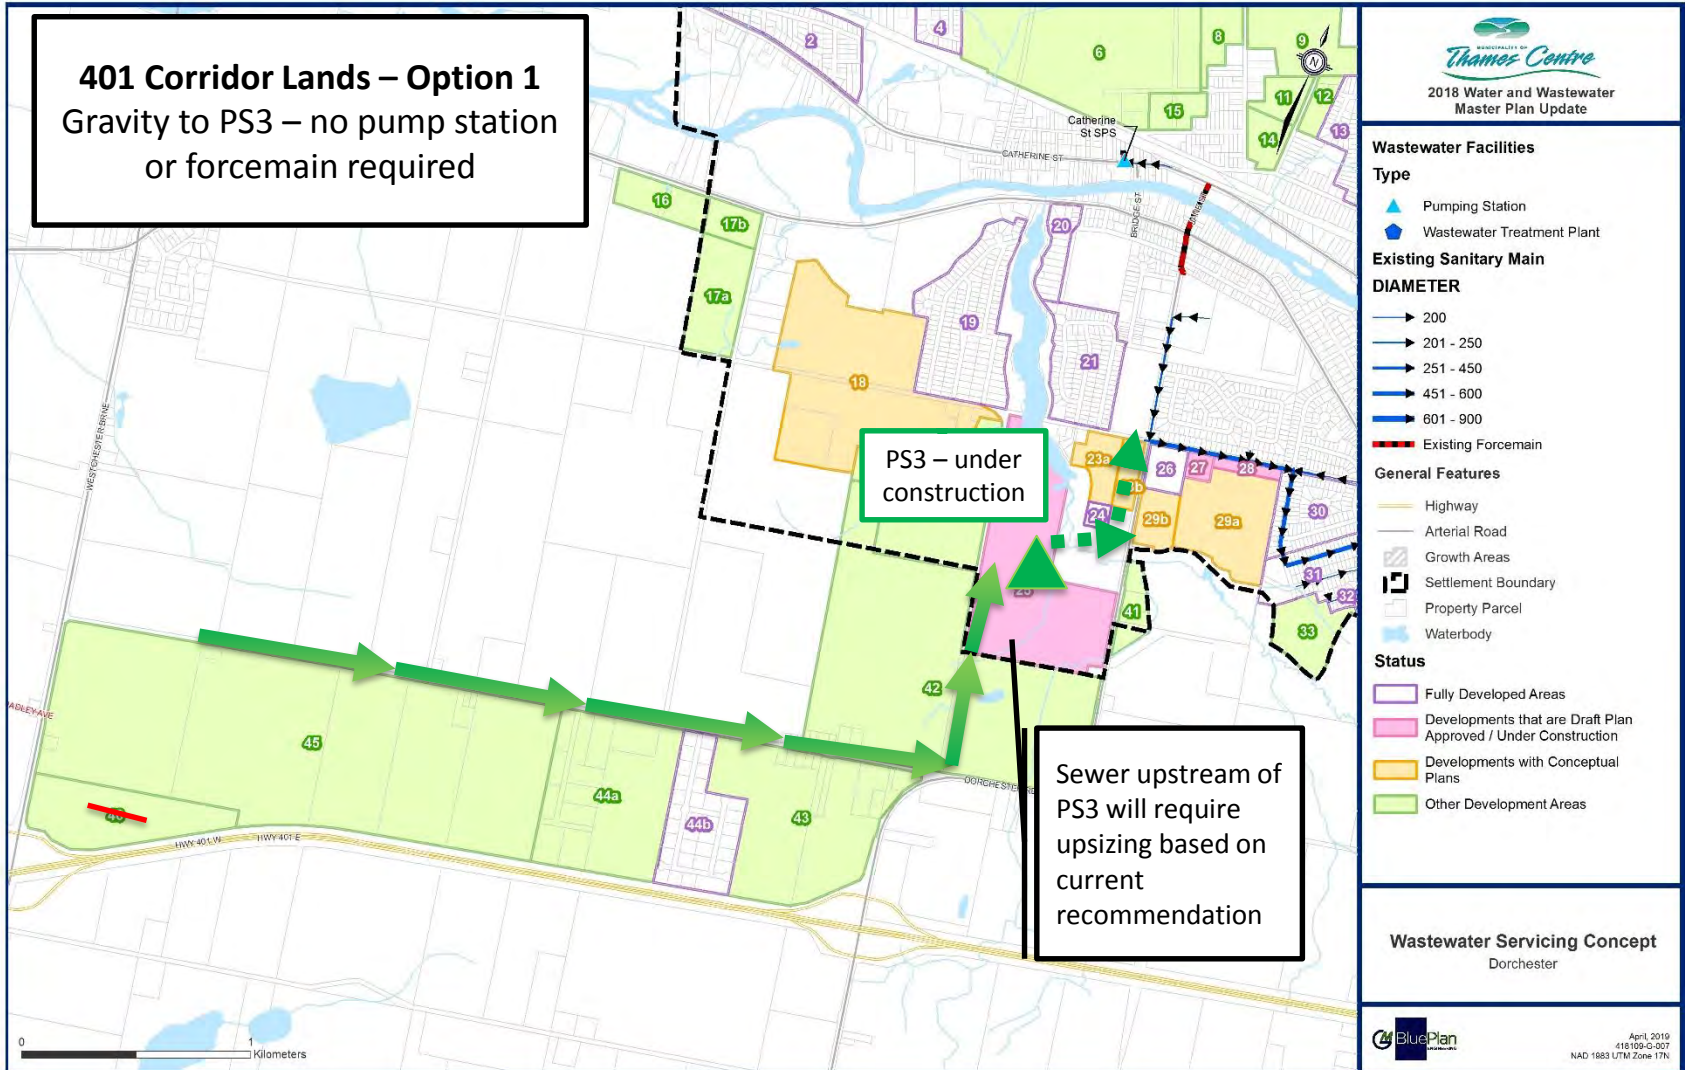 401 Corridor Lands – Option 1
Gravity to PS3 – no pump station
or forcemain required
2
4
6
8
9
N
11
12
13
14
15
Catherine
St SPS
CATHERINE ST
BRIDGE ST
16
17b
17a
18
19
20
21
WESTCHESTER BRNE
PS3 – under
construction
23a
24
25
26
27
28
29b
29a
30
31
32
33
41
42
43
44a
44b
45
HWY 401 W
HWY 401 E
Sewer upstream of
PS3 will require
upsizing based on
current
recommendation
0
1
Kilometers
MUNICIPALITY OF
Thames Centre
2018 Water and Wastewater
Master Plan Update
Wastewater Facilities
Type
Pumping Station
Wastewater Treatment Plant
Existing Sanitary Main
DIAMETER
200
201 - 250
251 - 450
451 - 600
601 - 900
Existing Forcemain
General Features
Highway
Arterial Road
Growth Areas
Settlement Boundary
Property Parcel
Waterbody
Status
Fully Developed Areas
Developments that are Draft Plan
Approved / Under Construction
Developments with Conceptual
Plans
Other Development Areas
Wastewater Servicing Concept
Dorchester
GM BluePlan
April, 2019
418109-G-007
NAD 1983 UTM Zone 17N